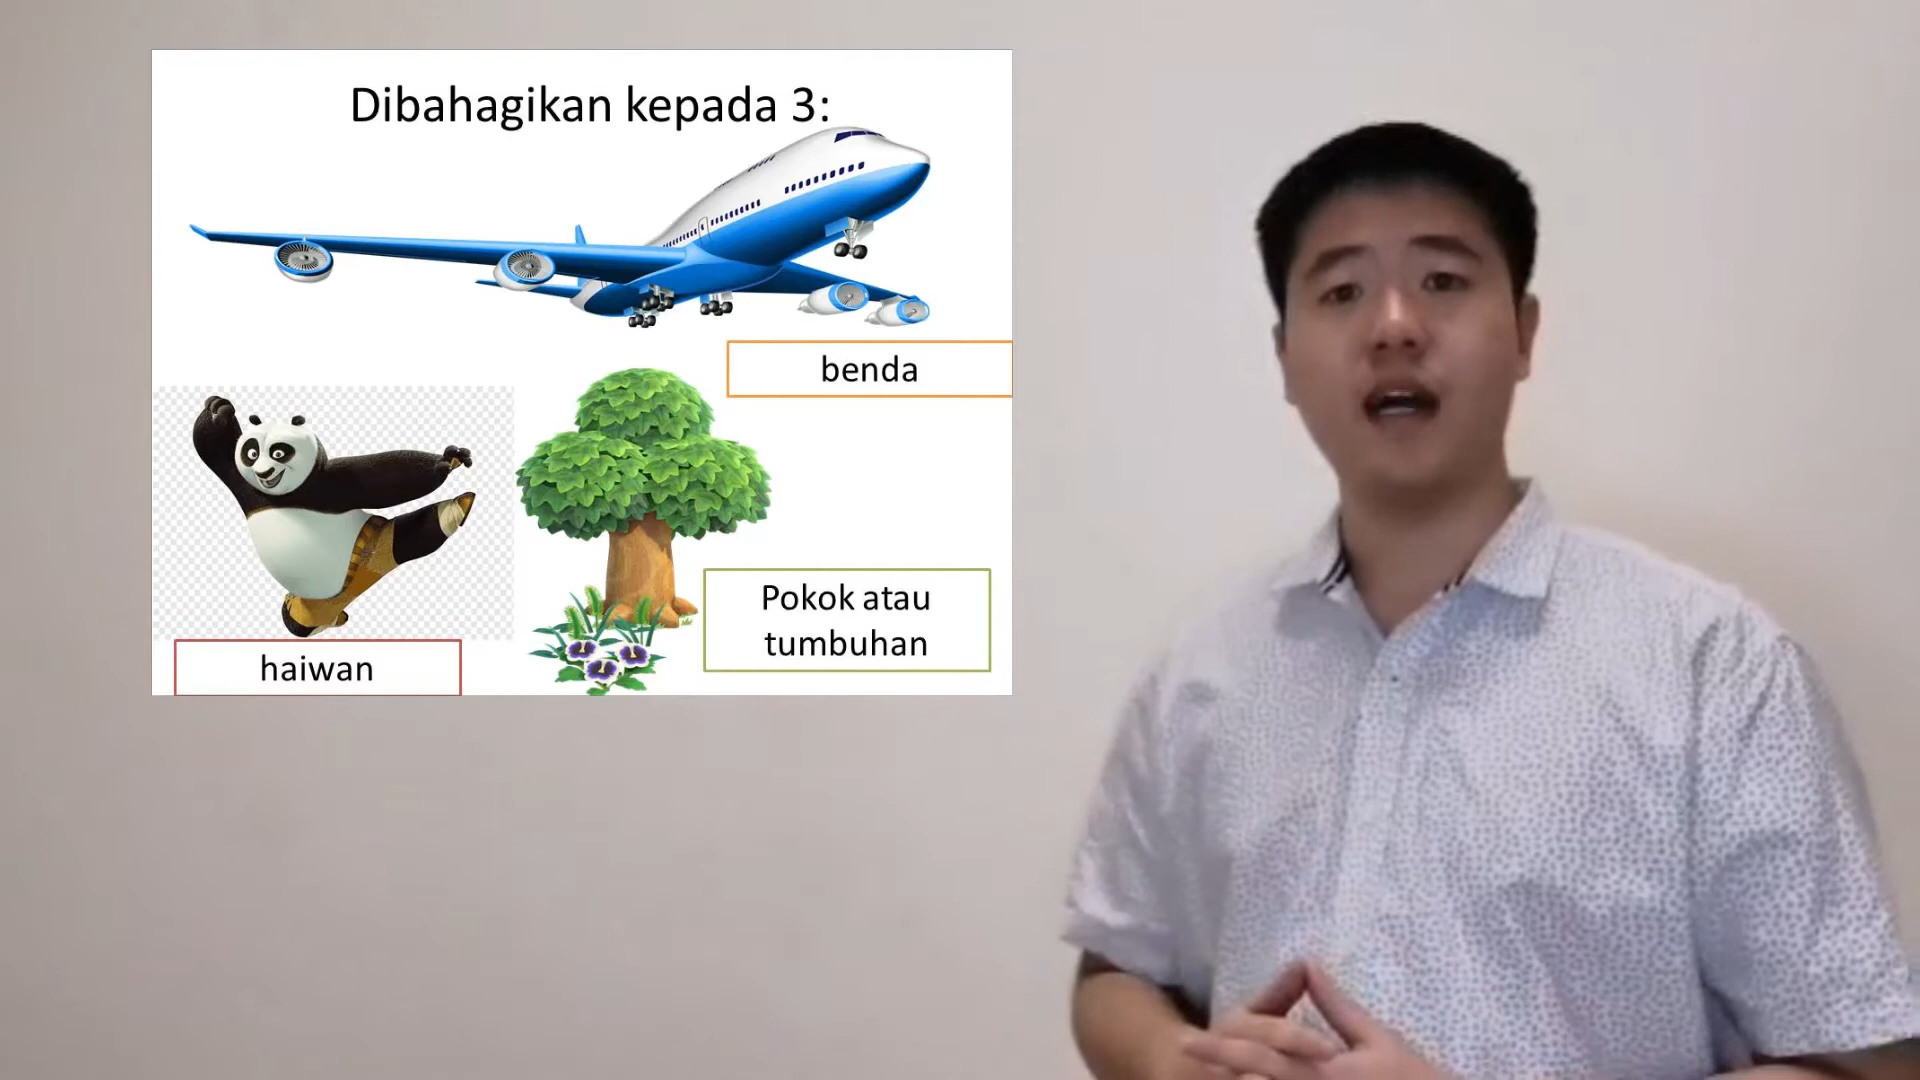 Dibahagikan kepada 3:
benda
Pokok atau
tumbuhan
haiwan